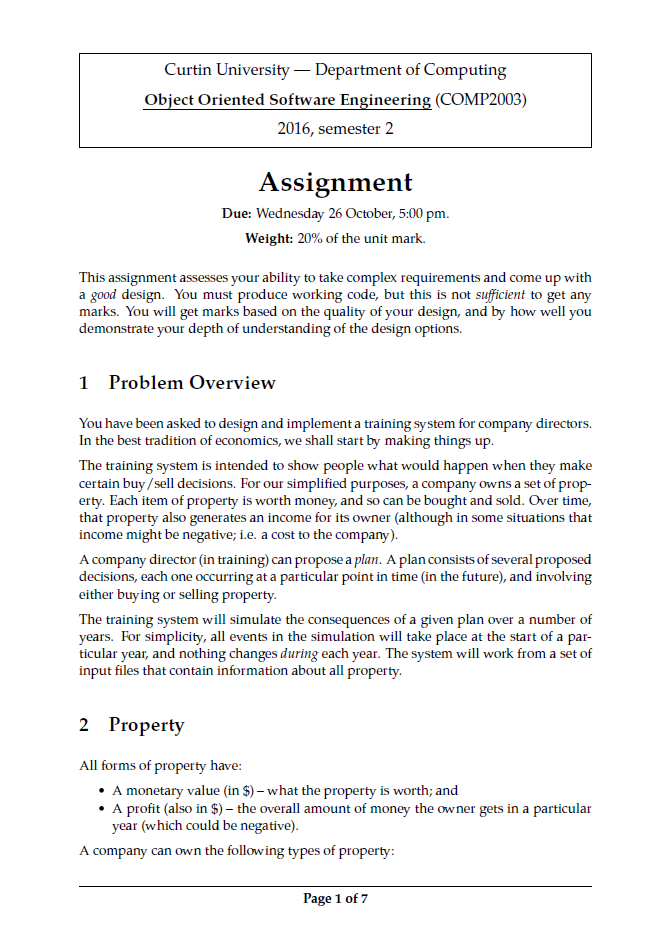 Curtin University — Department of Computing
Object Oriented Software Engineering (COMP2003)
2016, semester 2
Assignment
Due: Wednesday 26 October, 5:00 pm.
Weight: 20% of the unit mark.
This assignment assesses your ability to take complex requirements and come up with
a good design. You must produce working code, but this is not sufficient to get any
marks. You will get marks based on the quality of your design, and by how well you
demonstrate your depth of understanding of the design options.
1 Problem Overview
You have been asked to design and implement a training system for company directors.
In the best tradition of economics, we shall start by making things up.
The training system is intended to show people what would happen when they make
certain buy/sell decisions. For our simplified purposes, a company owns a set of prop-
erty. Each item of property is worth money, and so can be bought and sold. Over time,
that property also generates an income for its owner (although in some situations that
income might be negative; i.e. a cost to the company).
A company director (in training) can propose a plan. A plan consists of several proposed
decisions, each one occurring at a particular point in time (in the future), and involving
either buying or selling property.
The training system will simulate the consequences of a given plan over a number of
years. For simplicity, all events in the simulation will take place at the start of a par-
ticular year, and nothing changes during each year. The system will work from a set of
input files that contain information about all property.
2 Property
All forms of property have:
• A monetary value (in $) – what the property is worth; and
• A profit (also in $) – the overall amount of money the owner gets in a particular
year (which could be negative).
A company can own the following types of property:
Page 1 of 7